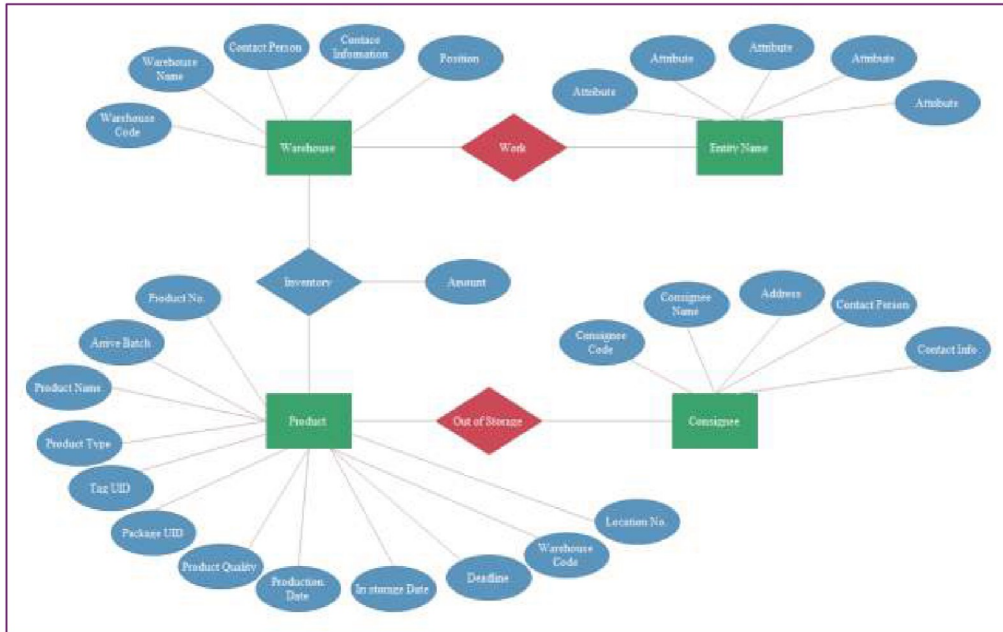 Contact Person
Contace
Infomation
Position
Warehouse
Name
Warehouse
Code
Attribute
Attribute
Attribute
Attribute
Attribute
Warehouse
Work
Entity Name
Inventory
Amount
Product No.
Arrive Batch
Product Name
Product Type
Tag UID
Package UID
Product Quality
Production
Date
In storage Date
Deadline
Warehouse
Code
Location No.
Product
Out of Storage
Consignee
Consignee
Code
Consignee
Name
Address
Contact Person
Contact Info